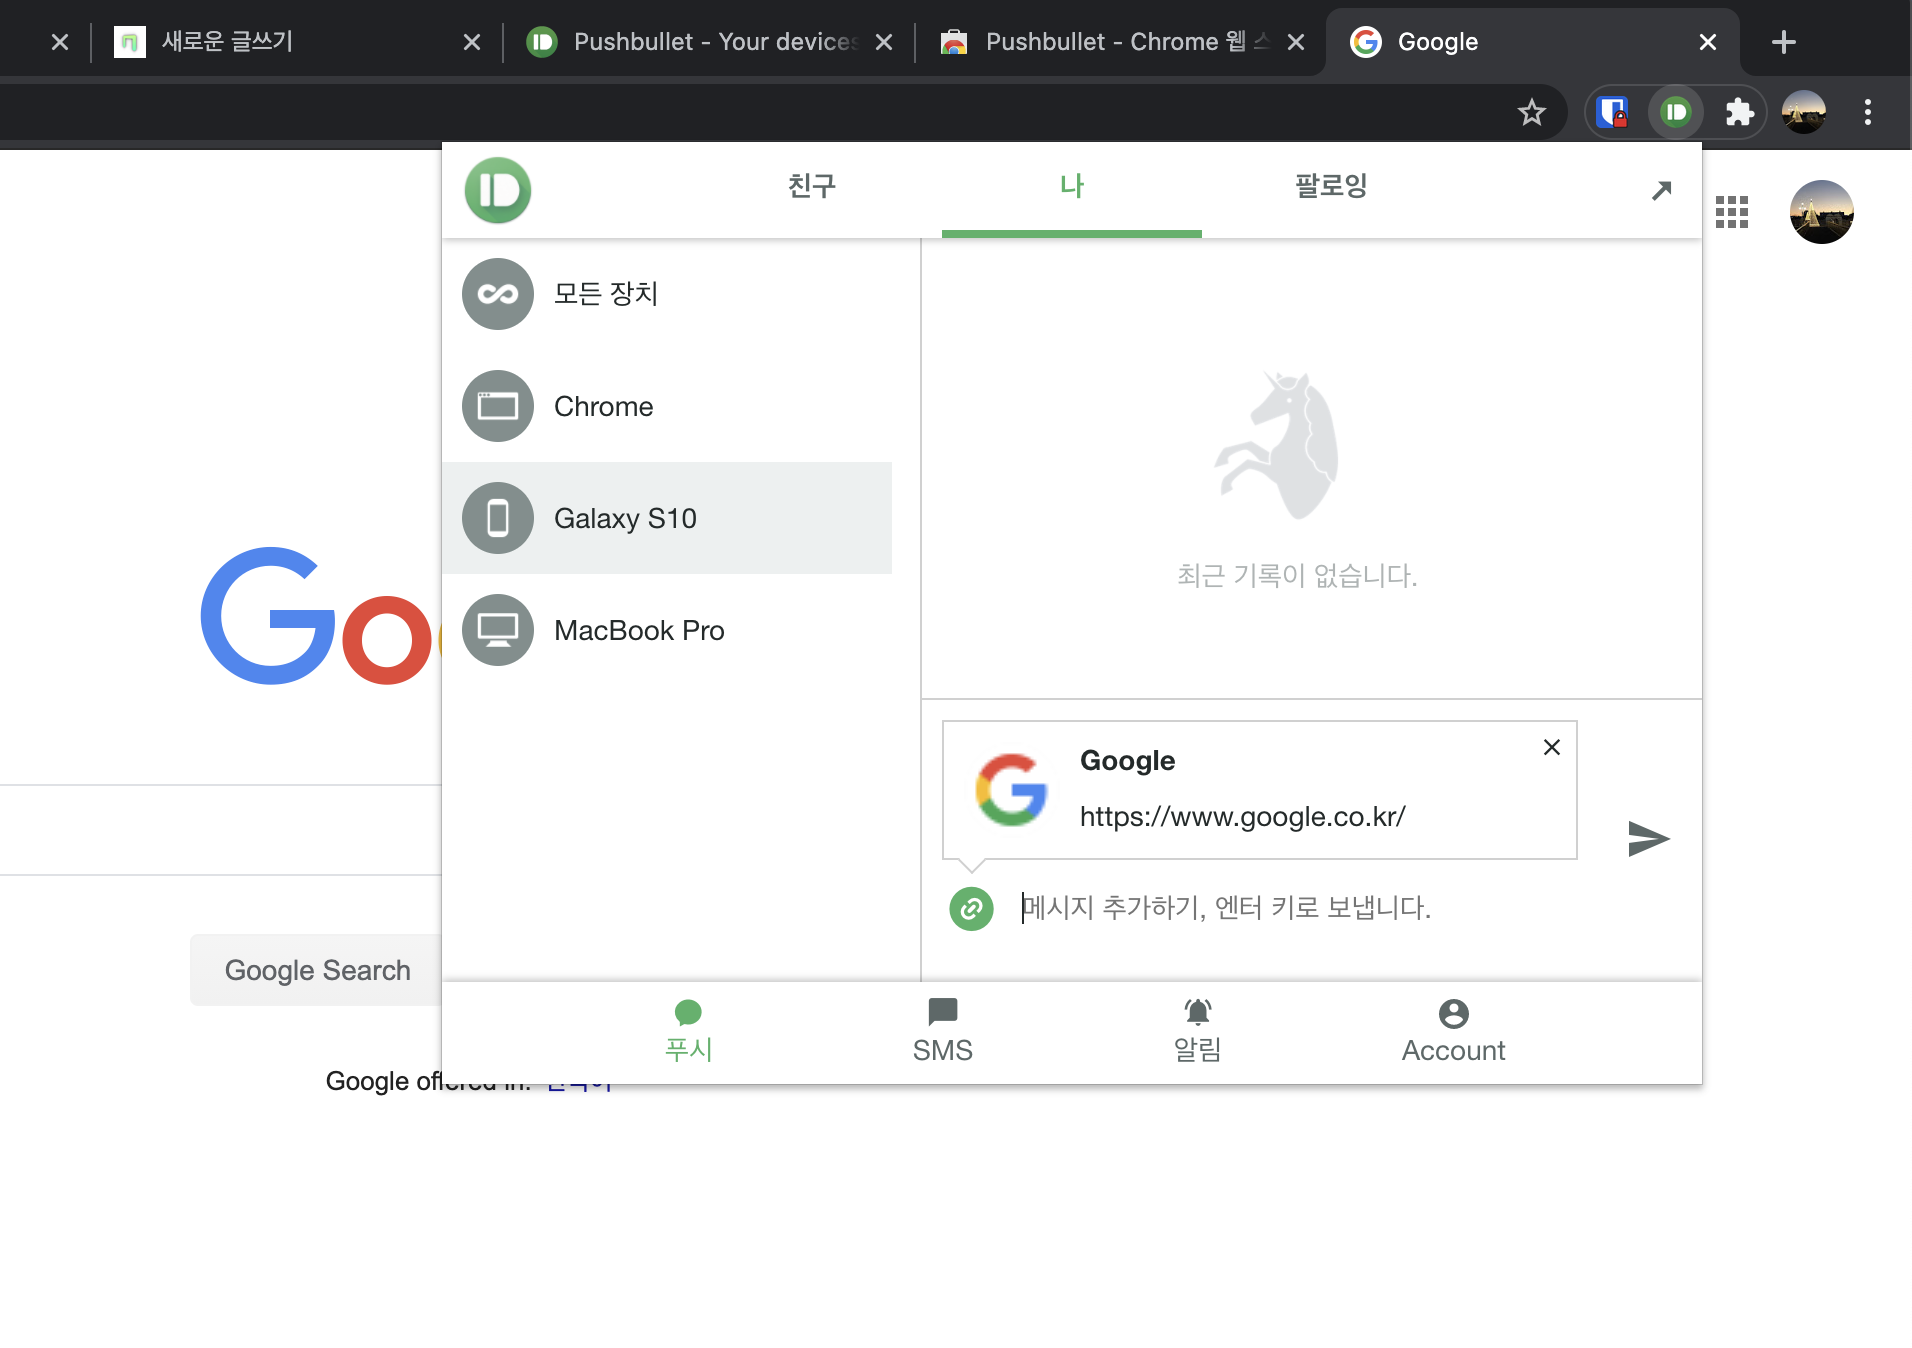 새로운 글쓰기
Pushbullet - Your devices
Pushbullet - Chrome 웹
Google
친구
나
팔로잉
모든 장치
Chrome
Galaxy S10
MacBook Pro
최근 기록이 없습니다.
Google
https://www.google.co.kr/
메시지 추가하기, 엔터 키로 보냅니다.
Go
Google Search
푸시
SMS
알림
Account
Google offered in: